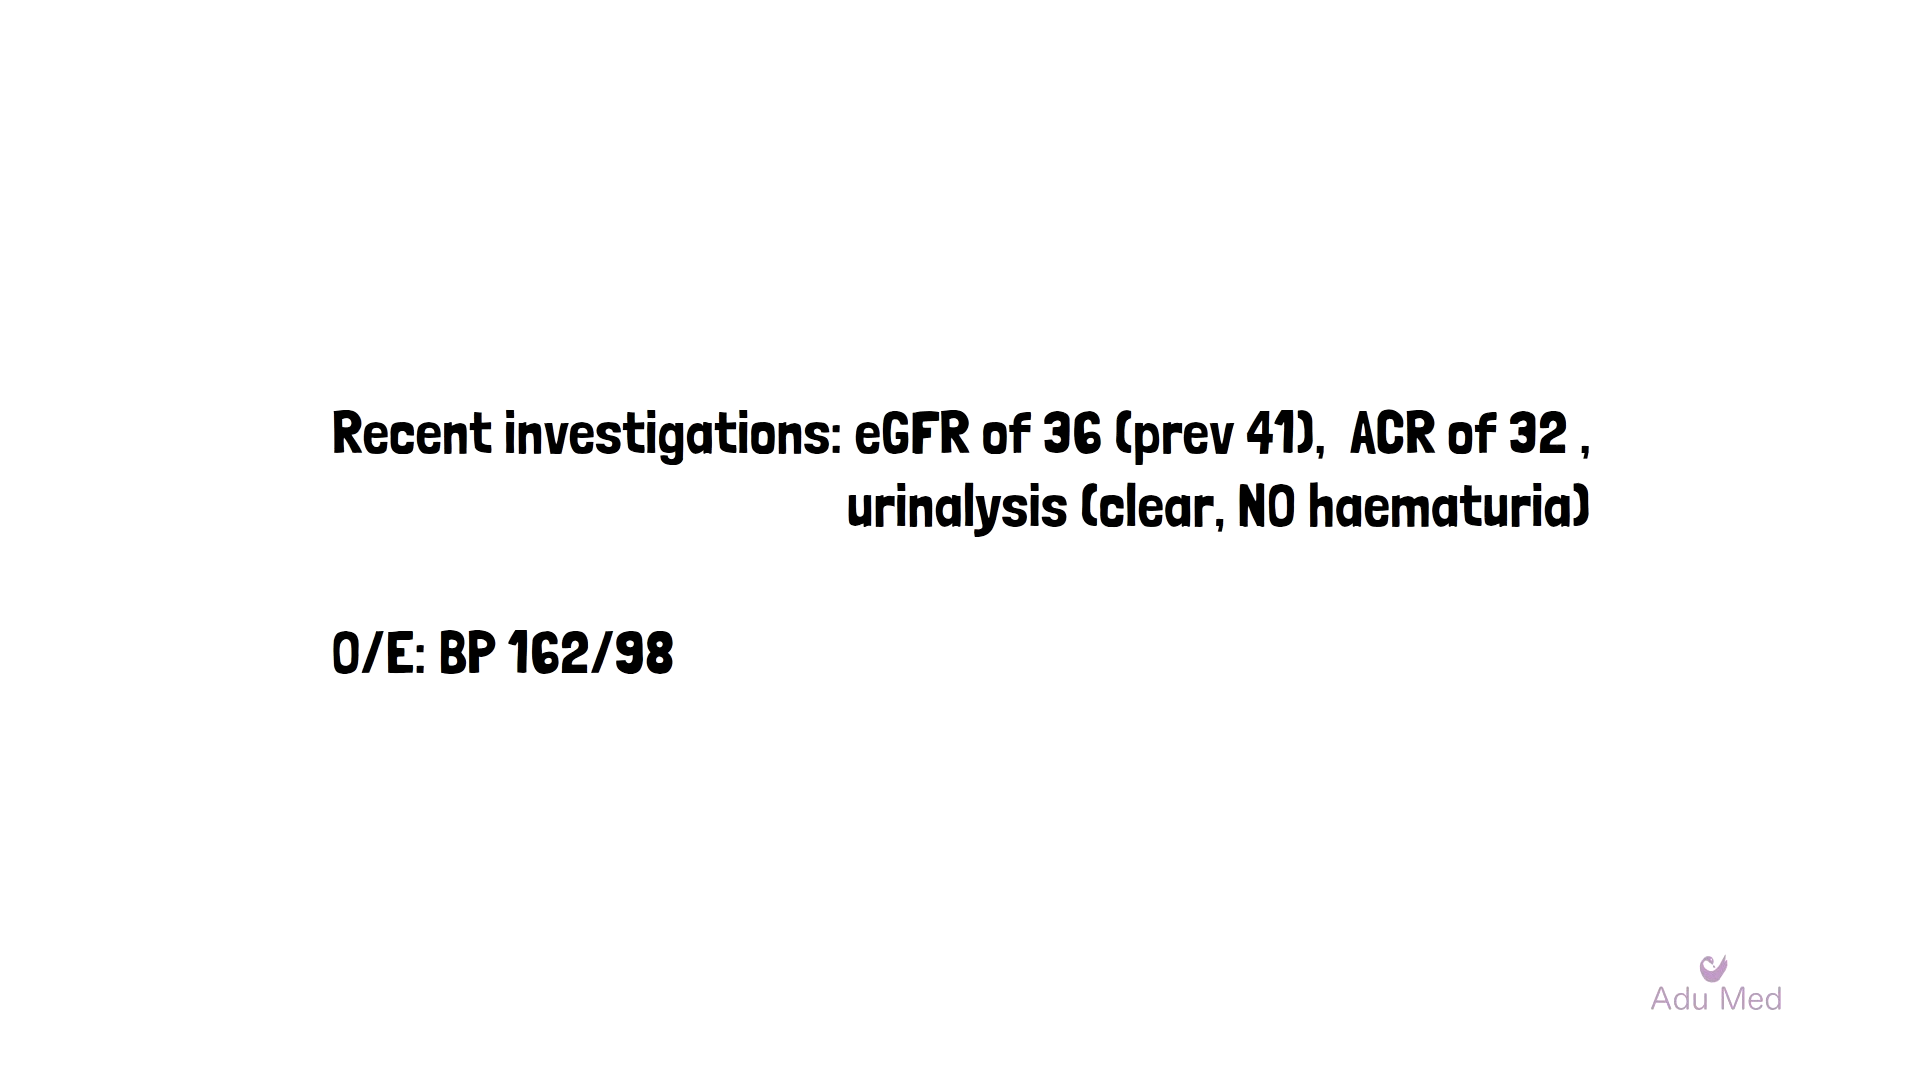 Recent investigations: eGFR of 36 (prev 41), ACR of 32 ,
urinalysis (clear, NO haematuria)
O/E: BP 162/98
Adu Med